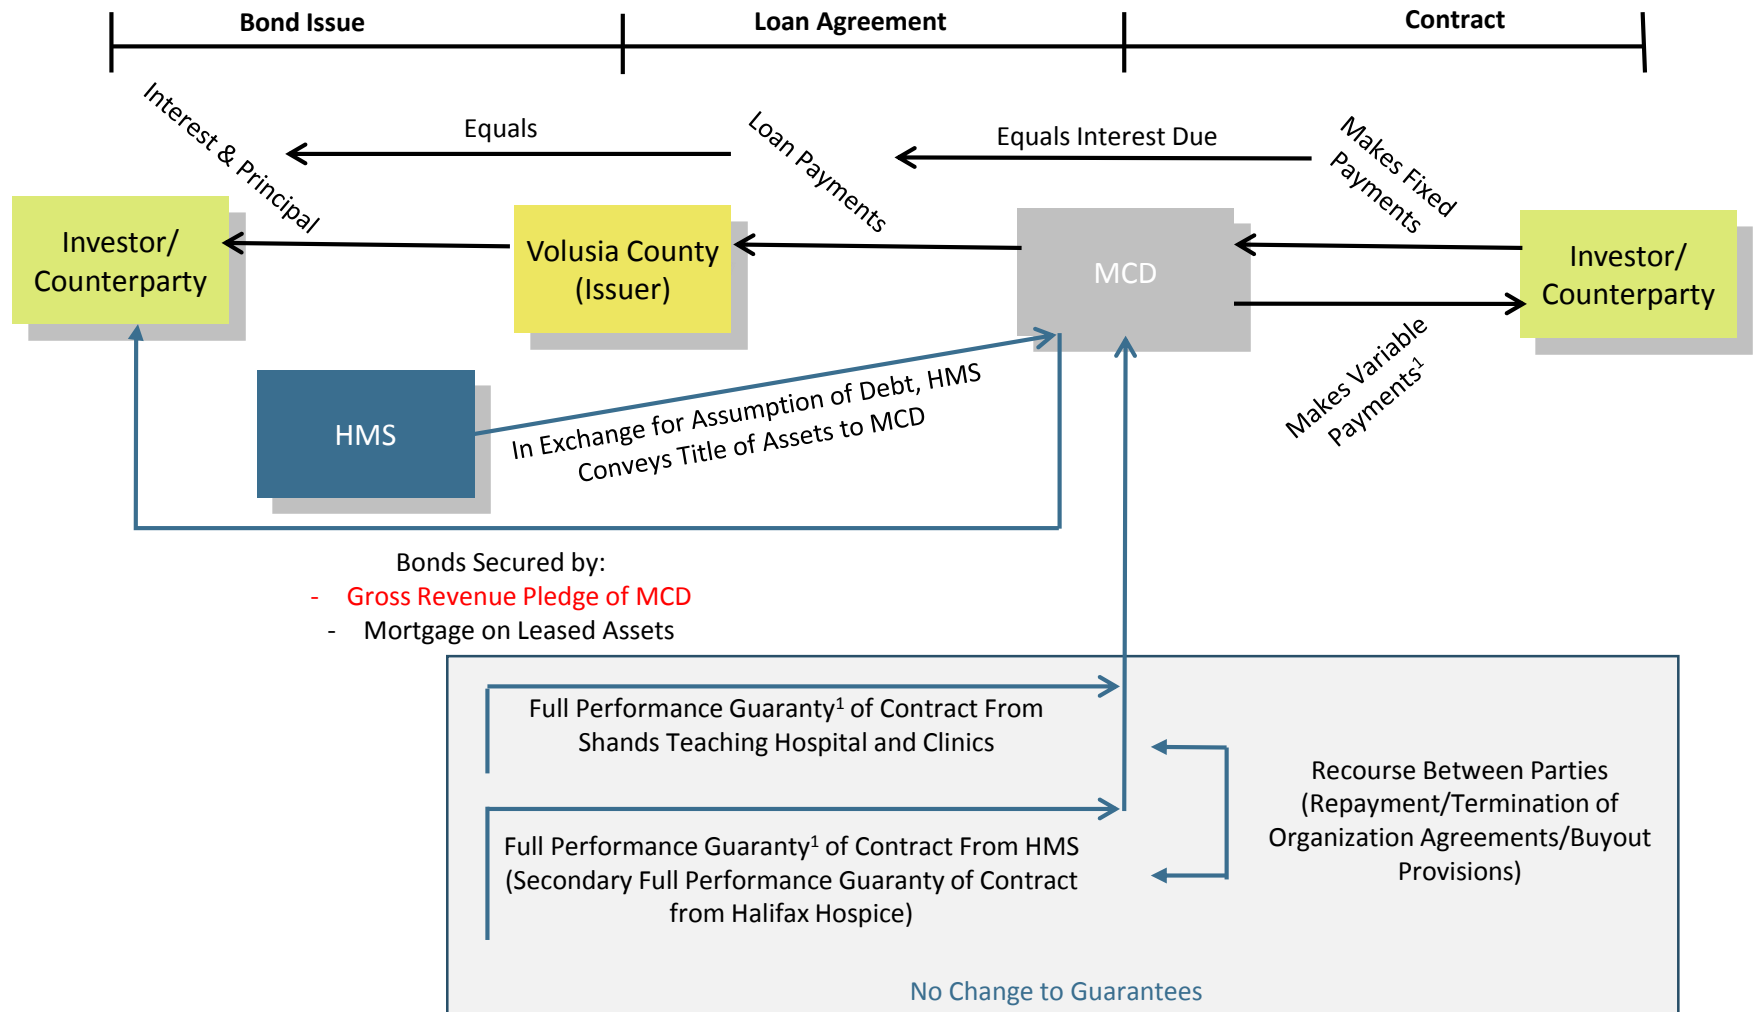 Bond Issue
Loan Agreement
Contract
Interest & Principal
Equals
Loan Payments
Equals Interest Due
Makes Fixed
Payments
Investor/
Counterparty
Volusia County
(Issuer)
MCD
Investor/
Counterparty
Makes Variable
Payments¹
HMS
In Exchange for Assumption of Debt, HMS
Conveys Title of Assets to MCD
Bonds Secured by:
- Gross Revenue Pledge of MCD
- Mortgage on Leased Assets
Full Performance Guaranty¹ of Contract From
Shands Teaching Hospital and Clinics
Full Performance Guaranty¹ of Contract From HMS
(Secondary Full Performance Guaranty of Contract
from Halifax Hospice)
Recourse Between Parties
(Repayment/Termination of
Organization Agreements/Buyout
Provisions)
No Change to Guarantees